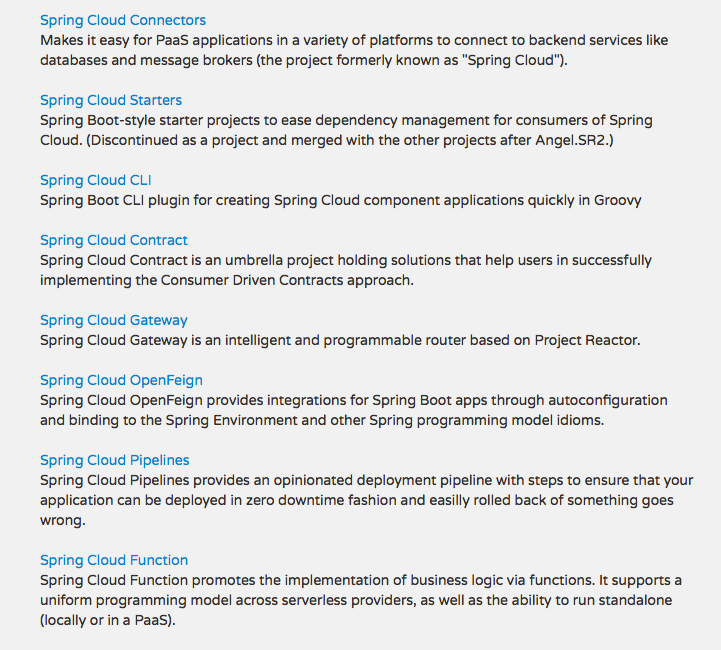 Spring Cloud Connectors
Makes it easy for PaaS applications in a variety of platforms to connect to backend services like
databases and message brokers (the project formerly known as "Spring Cloud").
Spring Cloud Starters
Spring Boot-style starter projects to ease dependency management for consumers of Spring
Cloud. (Discontinued as a project and merged with the other projects after Angel.SR2.)
Spring Cloud CLI
Spring Boot CLI plugin for creating Spring Cloud component applications quickly in Groovy
Spring Cloud Contract
Spring Cloud Contract is an umbrella project holding solutions that help users in successfully
implementing the Consumer Driven Contracts approach.
Spring Cloud Gateway
Spring Cloud Gateway is an intelligent and programmable router based on Project Reactor.
Spring Cloud OpenFeign
Spring Cloud OpenFeign provides integrations for Spring Boot apps through autoconfiguration
and binding to the Spring Environment and other Spring programming model idioms.
Spring Cloud Pipelines
Spring Cloud Pipelines provides an opinionated deployment pipeline with steps to ensure that your
application can be deployed in zero downtime fashion and easilly rolled back of something goes
wrong.
Spring Cloud Function
Spring Cloud Function promotes the implementation of business logic via functions. It supports a
uniform programming model across serverless providers, as well as the ability to run standalone
(locally or in a PaaS).